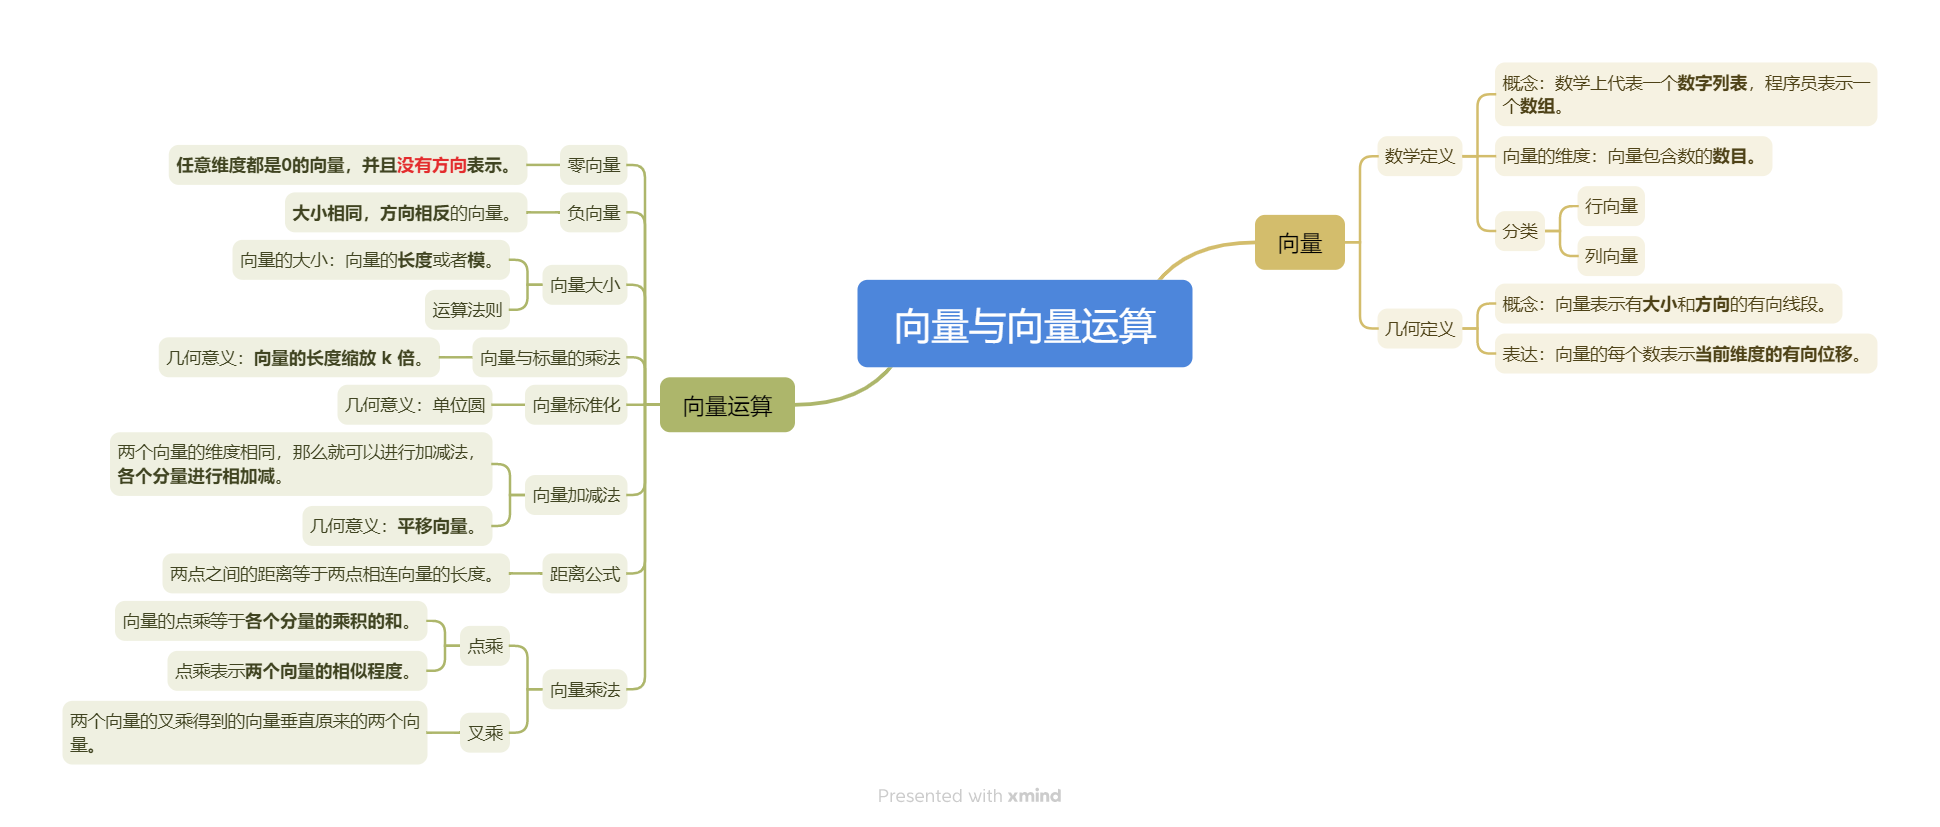 向量与向量运算
向量
数学定义
概念：数学上代表一个数字列表，程序员表示一
个数组。
向量的维度：向量包含数的数目。
分类
行向量
列向量
几何定义
概念：向量表示有大小和方向的有向线段。
表达：向量的每个数表示当前维度的有向位移。
向量运算
零向量
任意维度都是0的向量，并且没有方向表示。
负向量
大小相同，方向相反的向量。
向量大小
向量的大小：向量的长度或者模。
运算法则
向量与标量的乘法
几何意义：向量的长度缩放 k 倍。
向量标准化
几何意义：单位圆
向量加减法
两个向量的维度相同，那么就可以进行加减法，
各个分量进行相加减。
几何意义：平移向量。
距离公式
两点之间的距离等于两点相连向量的长度。
向量乘法
点乘
向量的点乘等于各个分量的乘积的和。
点乘表示两个向量的相似程度。
叉乘
两个向量的叉乘得到的向量垂直原来的两个向
量。
Presented with xmind